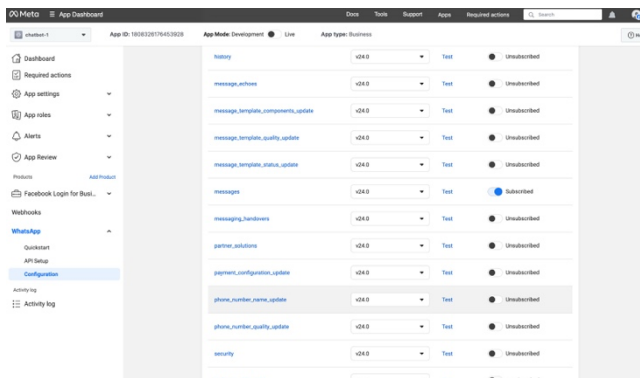 Meta App Dashboard Docs Tools Support Apps Required actions Search
chatbot-1 App ID: 1808326176453928 App Mode: Development Live App type: Business
Dashboard
Required actions
App settings
App roles
Alerts
App Review
Products Add Product
Facebook Login for Busi...
Webhooks
WhatsApp
Quickstart
API Setup
Configuration
Activity log
Activity log
history v24.0 Test Unsubscribed
message_echoes v24.0 Test Unsubscribed
message_template_components_update v24.0 Test Unsubscribed
message_template_quality_update v24.0 Test Unsubscribed
message_template_status_update v24.0 Test Unsubscribed
messages v24.0 Test Subscribed
messaging_handovers v24.0 Test Unsubscribed
partner_solutions v24.0 Test Unsubscribed
payment_configuration_update v24.0 Test Unsubscribed
phone_number_name_update v24.0 Test Unsubscribed
phone_number_quality_update v24.0 Test Unsubscribed
security v24.0 Test Unsubscribed